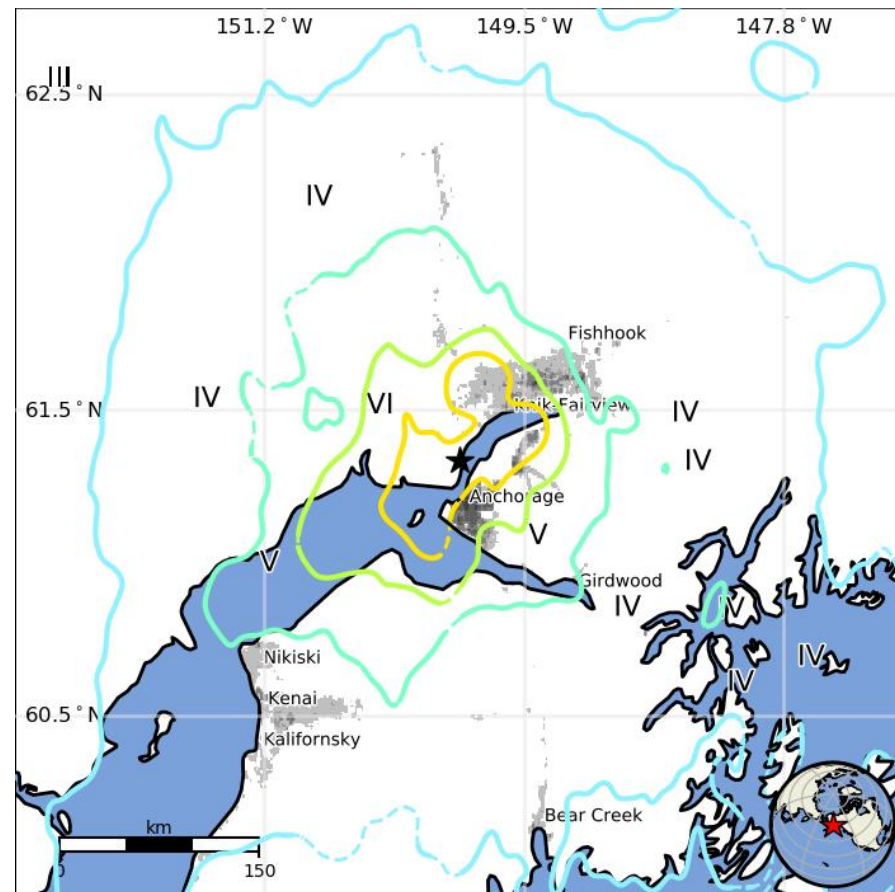 151.2°W 149.5°W 147.8°W
III
62.5°N
IV
Fishhook
IV VI IV
61.5°N Knik-Fairview
IV
Anchorage
V
V
Girdwood
IV IV
Nikiski IV IV
Kenai
60.5°N
Kalifornsky
Bear Creek
km
0 150